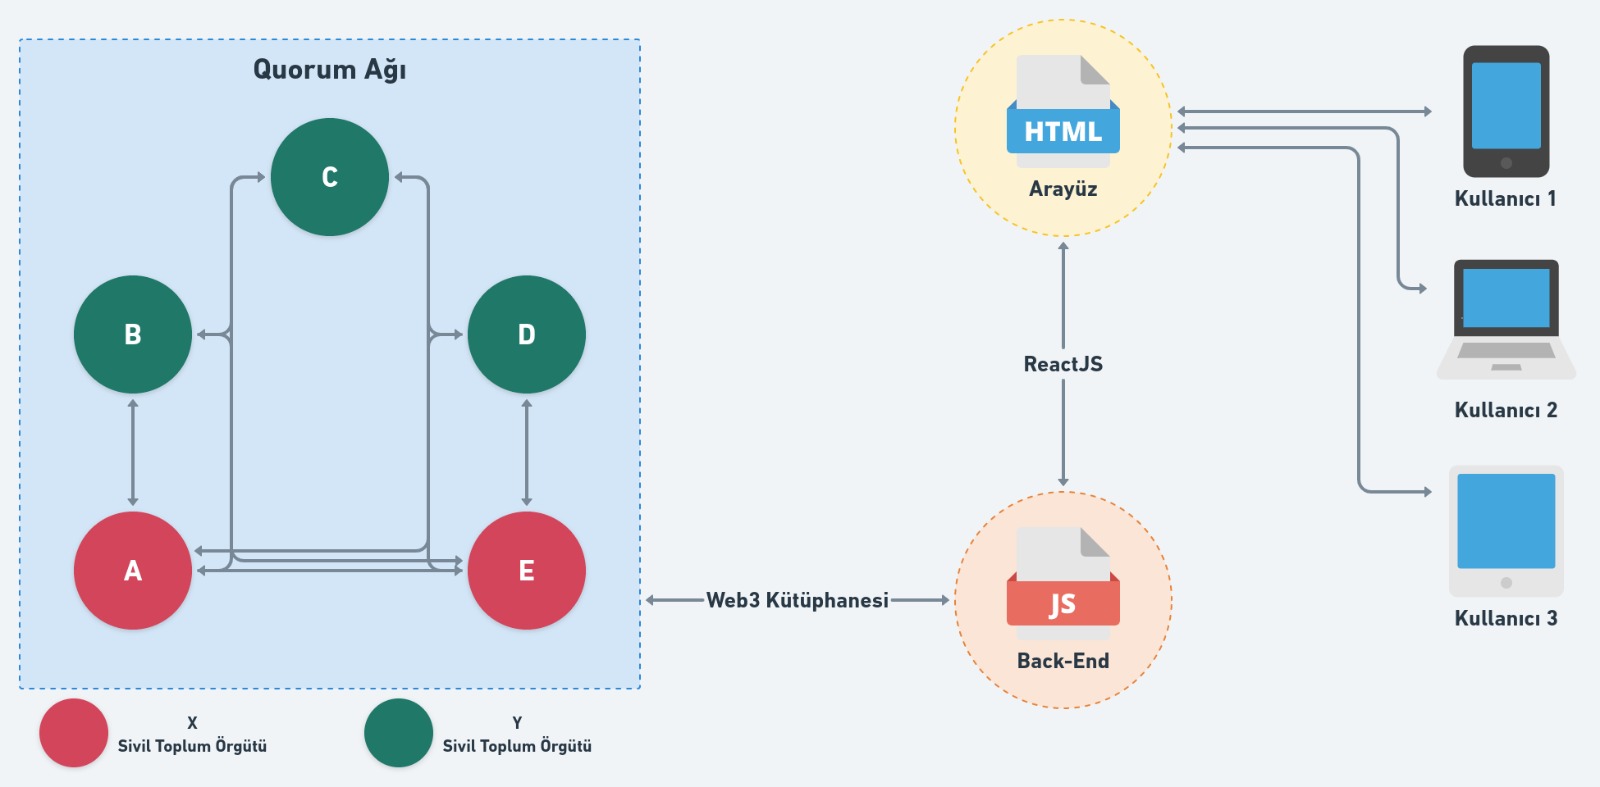 Quorum Ağı
C
B
D
A
E
X
Sivil Toplum Örgütü
Y
Sivil Toplum Örgütü
Web3 Kütüphanesi
HTML
Arayüz
ReactJS
JS
Back-End
Kullanıcı 1
Kullanıcı 2
Kullanıcı 3